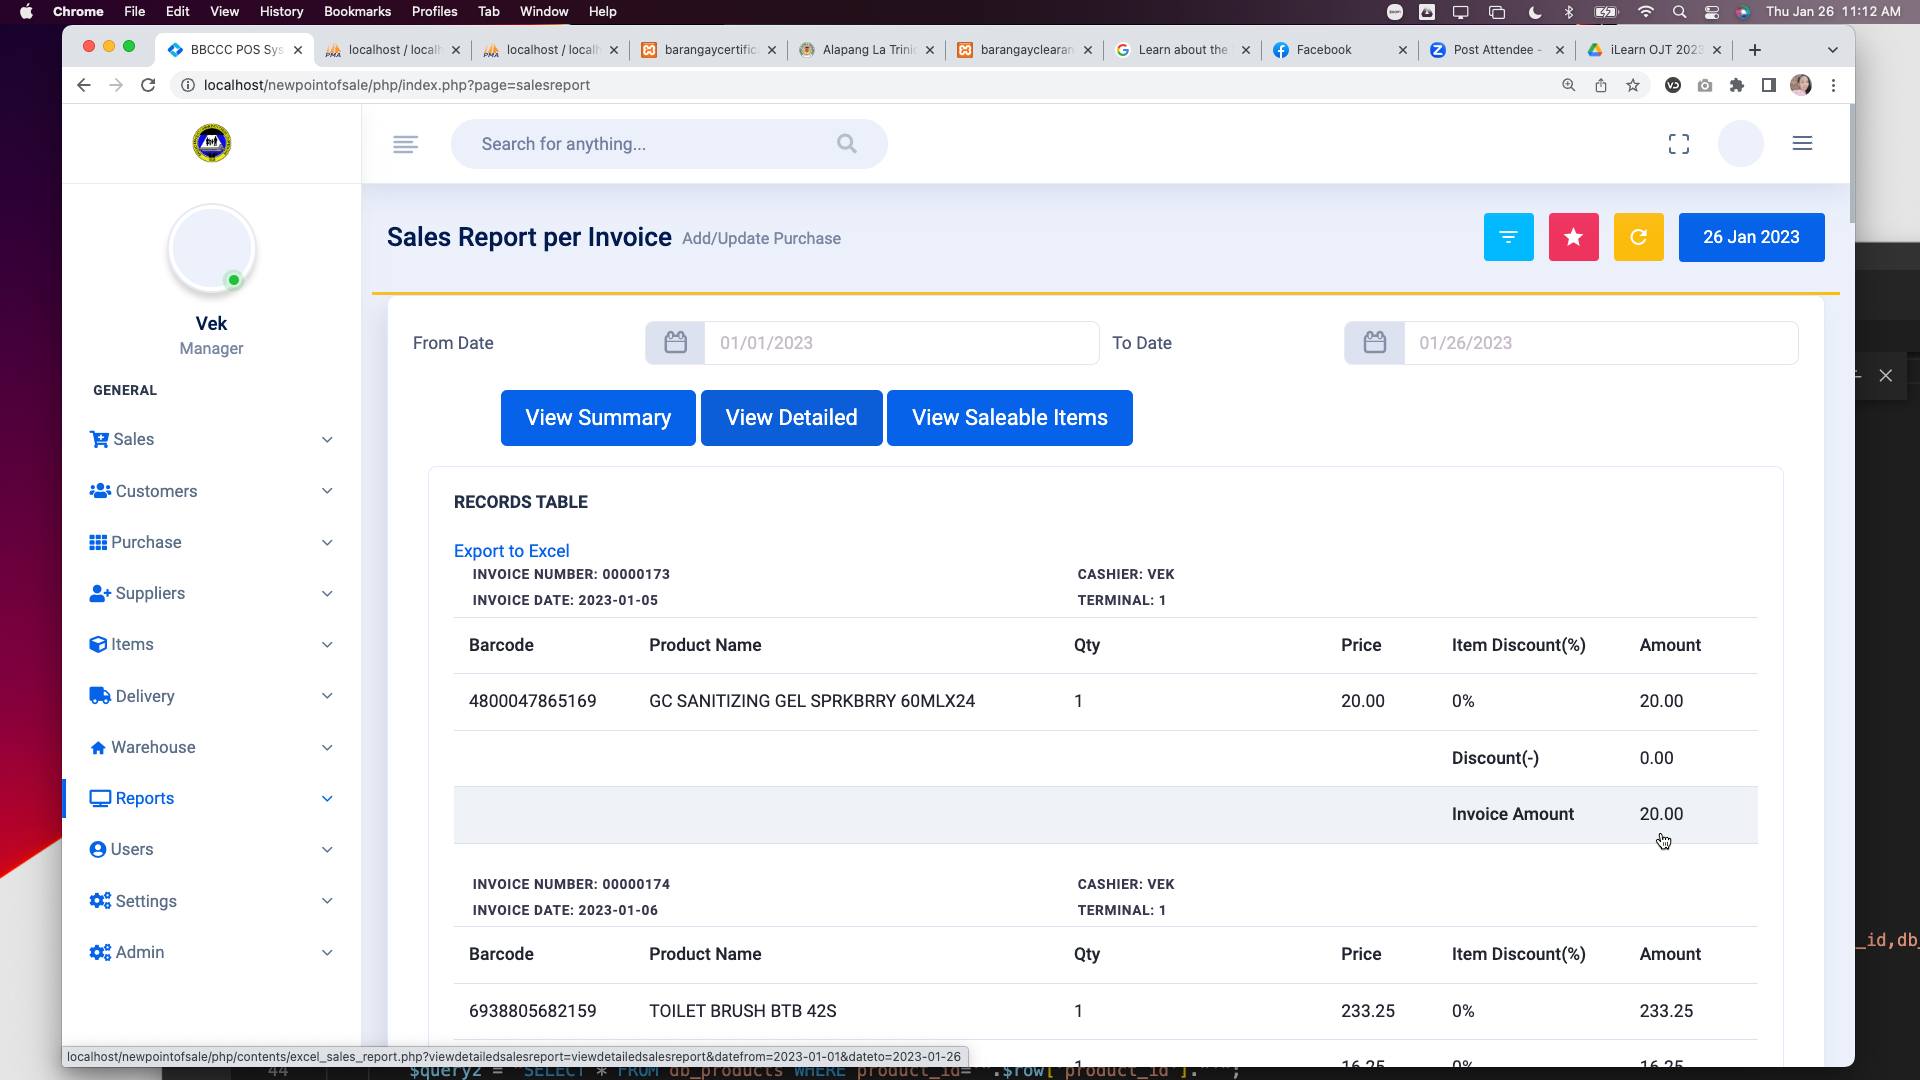 Chrome File Edit View History Bookmarks Profiles Tab Window Help Thu Jan 26 11:12 AM
BBCCC POS Sys localhost / localh localhost / localh barangaycertifica Alapang La Trini barangayclearan Learn about the Facebook Post Attendee - iLearn OJT 2023
localhost/newpointofsale/php/index.php?page=salesreport
Search for anything...
Sales Report per Invoice Add/Update Purchase 26 Jan 2023
Vek
Manager
From Date 01/01/2023 To Date 01/26/2023
View Summary View Detailed View Saleable Items
GENERAL
Sales
Customers
Purchase
Suppliers
Items
Delivery
Warehouse
Reports
Users
Settings
Admin
RECORDS TABLE
Export to Excel
INVOICE NUMBER: 00000173 CASHIER: VEK
INVOICE DATE: 2023-01-05 TERMINAL: 1
Barcode Product Name Qty Price Item Discount(%) Amount
4800047865169 GC SANITIZING GEL SPRKBRRY 60MLX24 1 20.00 0% 20.00
Discount(-) 0.00
Invoice Amount 20.00
INVOICE NUMBER: 00000174 CASHIER: VEK
INVOICE DATE: 2023-01-06 TERMINAL: 1
Barcode Product Name Qty Price Item Discount(%) Amount
6938805682159 TOILET BRUSH BTB 42S 1 233.25 0% 233.25
1 16.25 0% 16.25
_id,db_
localhost/newpointofsale/php/contents/excel_sales_report.php?viewdetailedsalesreport=viewdetailedsalesreport&datefrom=2023-01-01&dateto=2023-01-26
44 $query2 = "SELECT * FROM db_products WHERE product_id='".$row['product_id']."'";